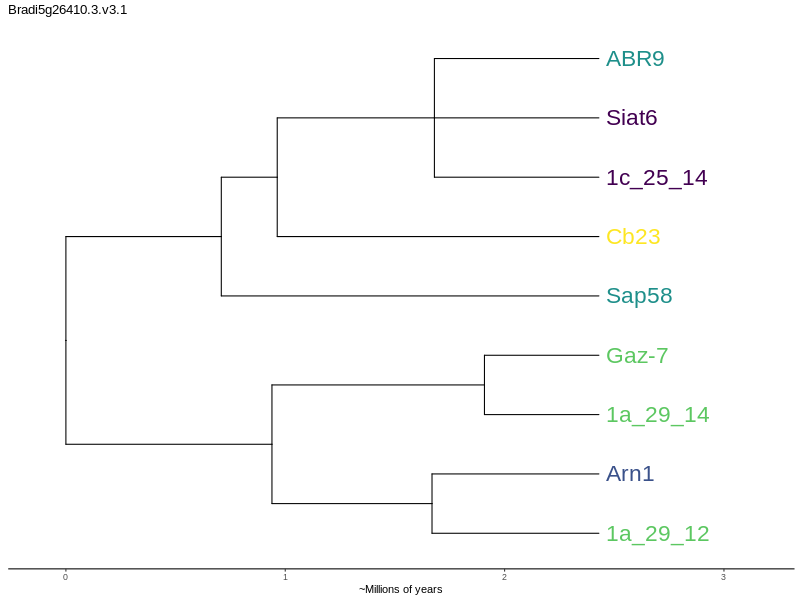 Bradi5g26410.3.v3.1
ABR9
Siat6
1c_25_14
Cb23
Sap58
Gaz-7
1a_29_14
Arn1
1a_29_12
0 1 2 3
~Millions of years